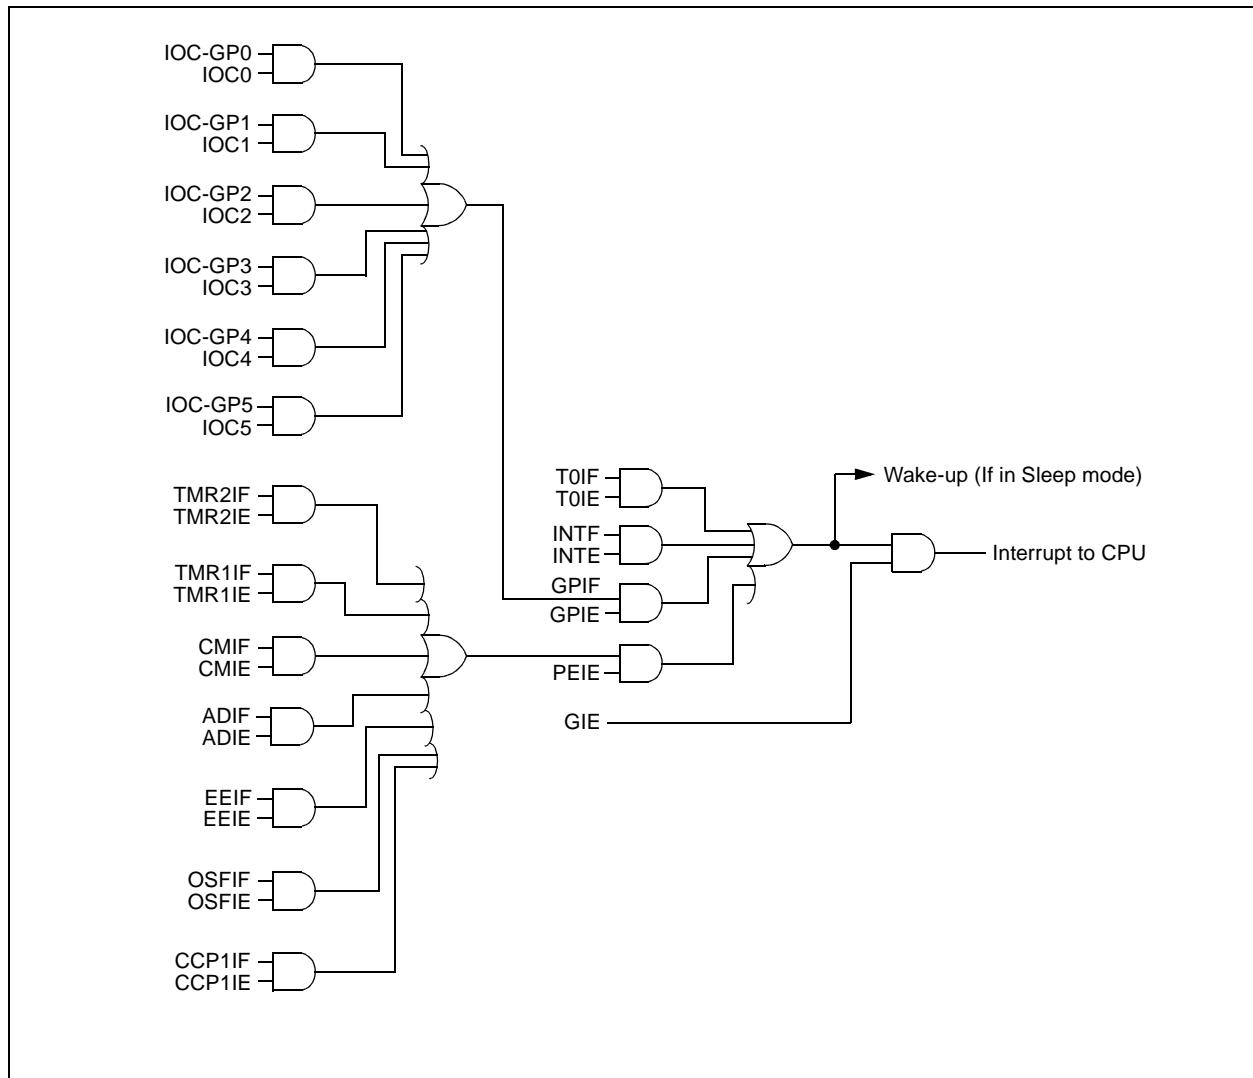 IOC-GP0
IOC0
IOC-GP1
IOC1
IOC-GP2
IOC2
IOC-GP3
IOC3
IOC-GP4
IOC4
IOC-GP5
IOC5
TMR2IF
TMR2IE
TMR1IF
TMR1IE
CMIF
CMIE
ADIF
ADIE
EEIF
EEIE
OSFIF
OSFIE
CCP1IF
CCP1IE
T0IF
T0IE
INTF
INTE
GPIF
GPIE
PEIE
GIE
Wake-up (If in Sleep mode)
Interrupt to CPU